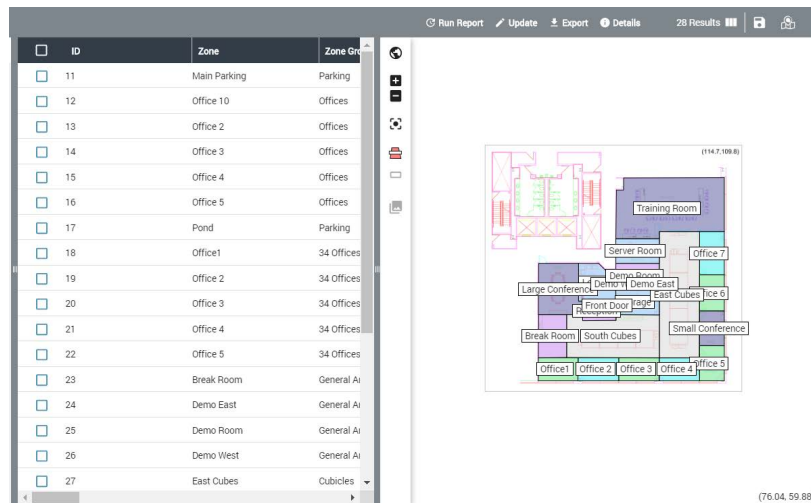 Run Report Update Export Details 28 Results
ID Zone Zone Gro
11 Main Parking Parking
12 Office 10 Offices
13 Office 2 Offices
14 Office 3 Offices
15 Office 4 Offices
16 Office 5 Offices
17 Pond Parking
18 Office1 34 Offices
19 Office 2 34 Offices
20 Office 3 34 Offices
21 Office 4 34 Offices
22 Office 5 34 Offices
23 Break Room General Ar
24 Demo East General Ar
25 Demo Room General Ar
26 Demo West General Ar
27 East Cubes Cubicles
(114.7,109.8)
Training Room
Server Room
Office 7
Demo Room
Large Conference
Demo East
East Cubes
Front Door
Small Conference
Break Room
South Cubes
Office 5
Office1
Office 2
Office 3
Office 4
(76.04, 59.88